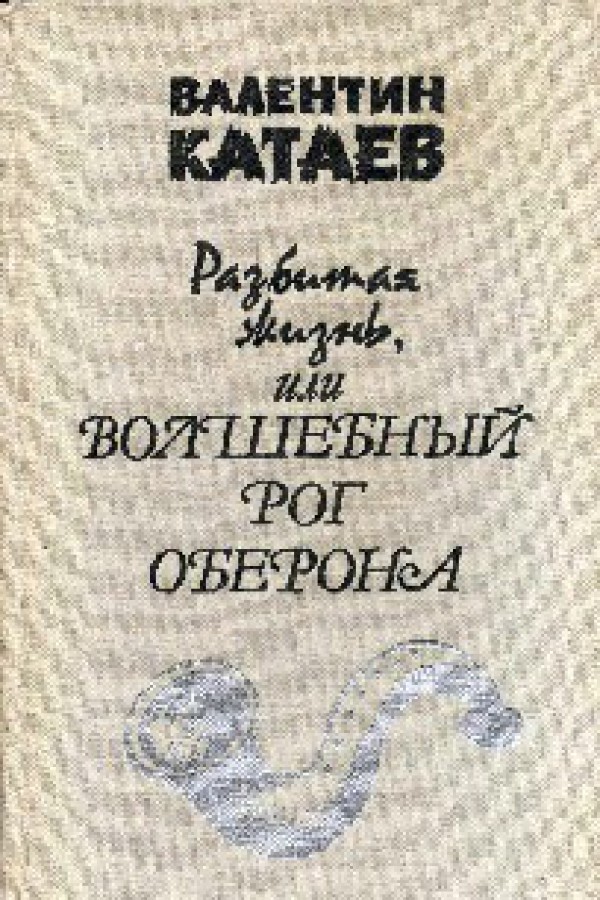 ВАЛЕНТИН
КАТАЕВ
Разбитая
жизнь,
или
ВОЛШЕБНЫЙ
РОГ
ОБЕРОНА